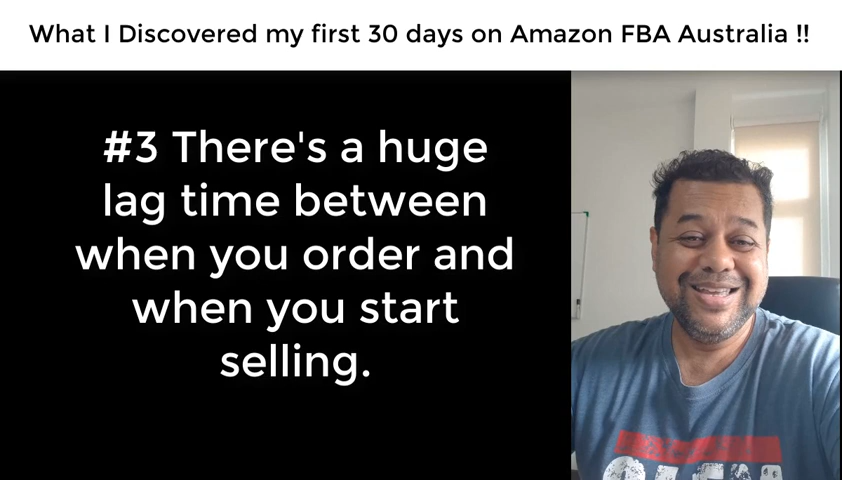 What I Discovered my first 30 days on Amazon FBA Australia !!
#3 There's a huge
lag time between
when you order and
when you start
selling.